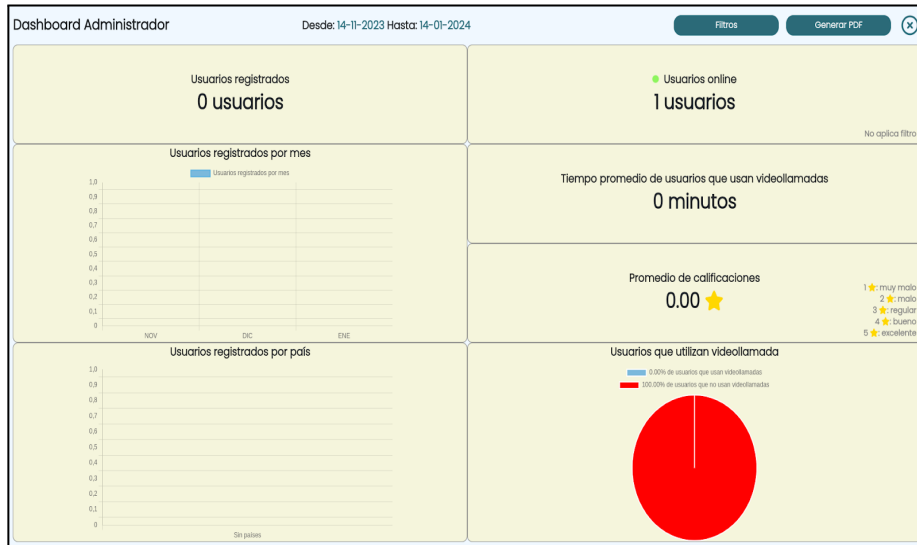 Dashboard Administrador
Desde: 14-11-2023 Hasta: 14-01-2024
Filtros
Generar PDF
Usuarios registrados
0 usuarios
Usuarios online
1 usuarios
No aplica filtro
Usuarios registrados por mes
Usuarios registrados por mes
1,0
0,9
0,8
0,7
0,6
0,5
0,4
0,3
0,2
0,1
0
NOV DIC ENE
Tiempo promedio de usuarios que usan videollamadas
0 minutos
Promedio de calificaciones
0.00
1 : muy malo
2 : malo
3 : regular
4 : bueno
5 : excelente
Usuarios registrados por país
1,0
0,9
0,8
0,7
0,6
0,5
0,4
0,3
0,2
0,1
0
Sin países
Usuarios que utilizan videollamada
0.00% de usuarios que usan videollamadas
100.00% de usuarios que no usan videollamadas